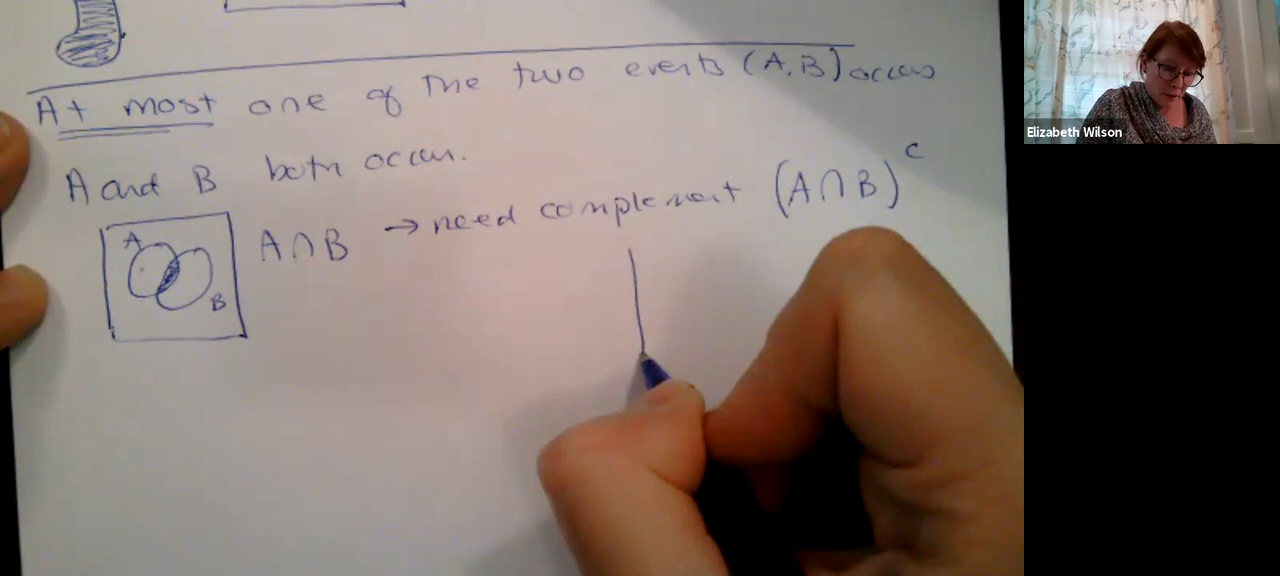 At most one of the two events (A,B) occurs
A and B both occur.
A∩B → need complement (A∩B)ᶜ
A
B
Elizabeth Wilson